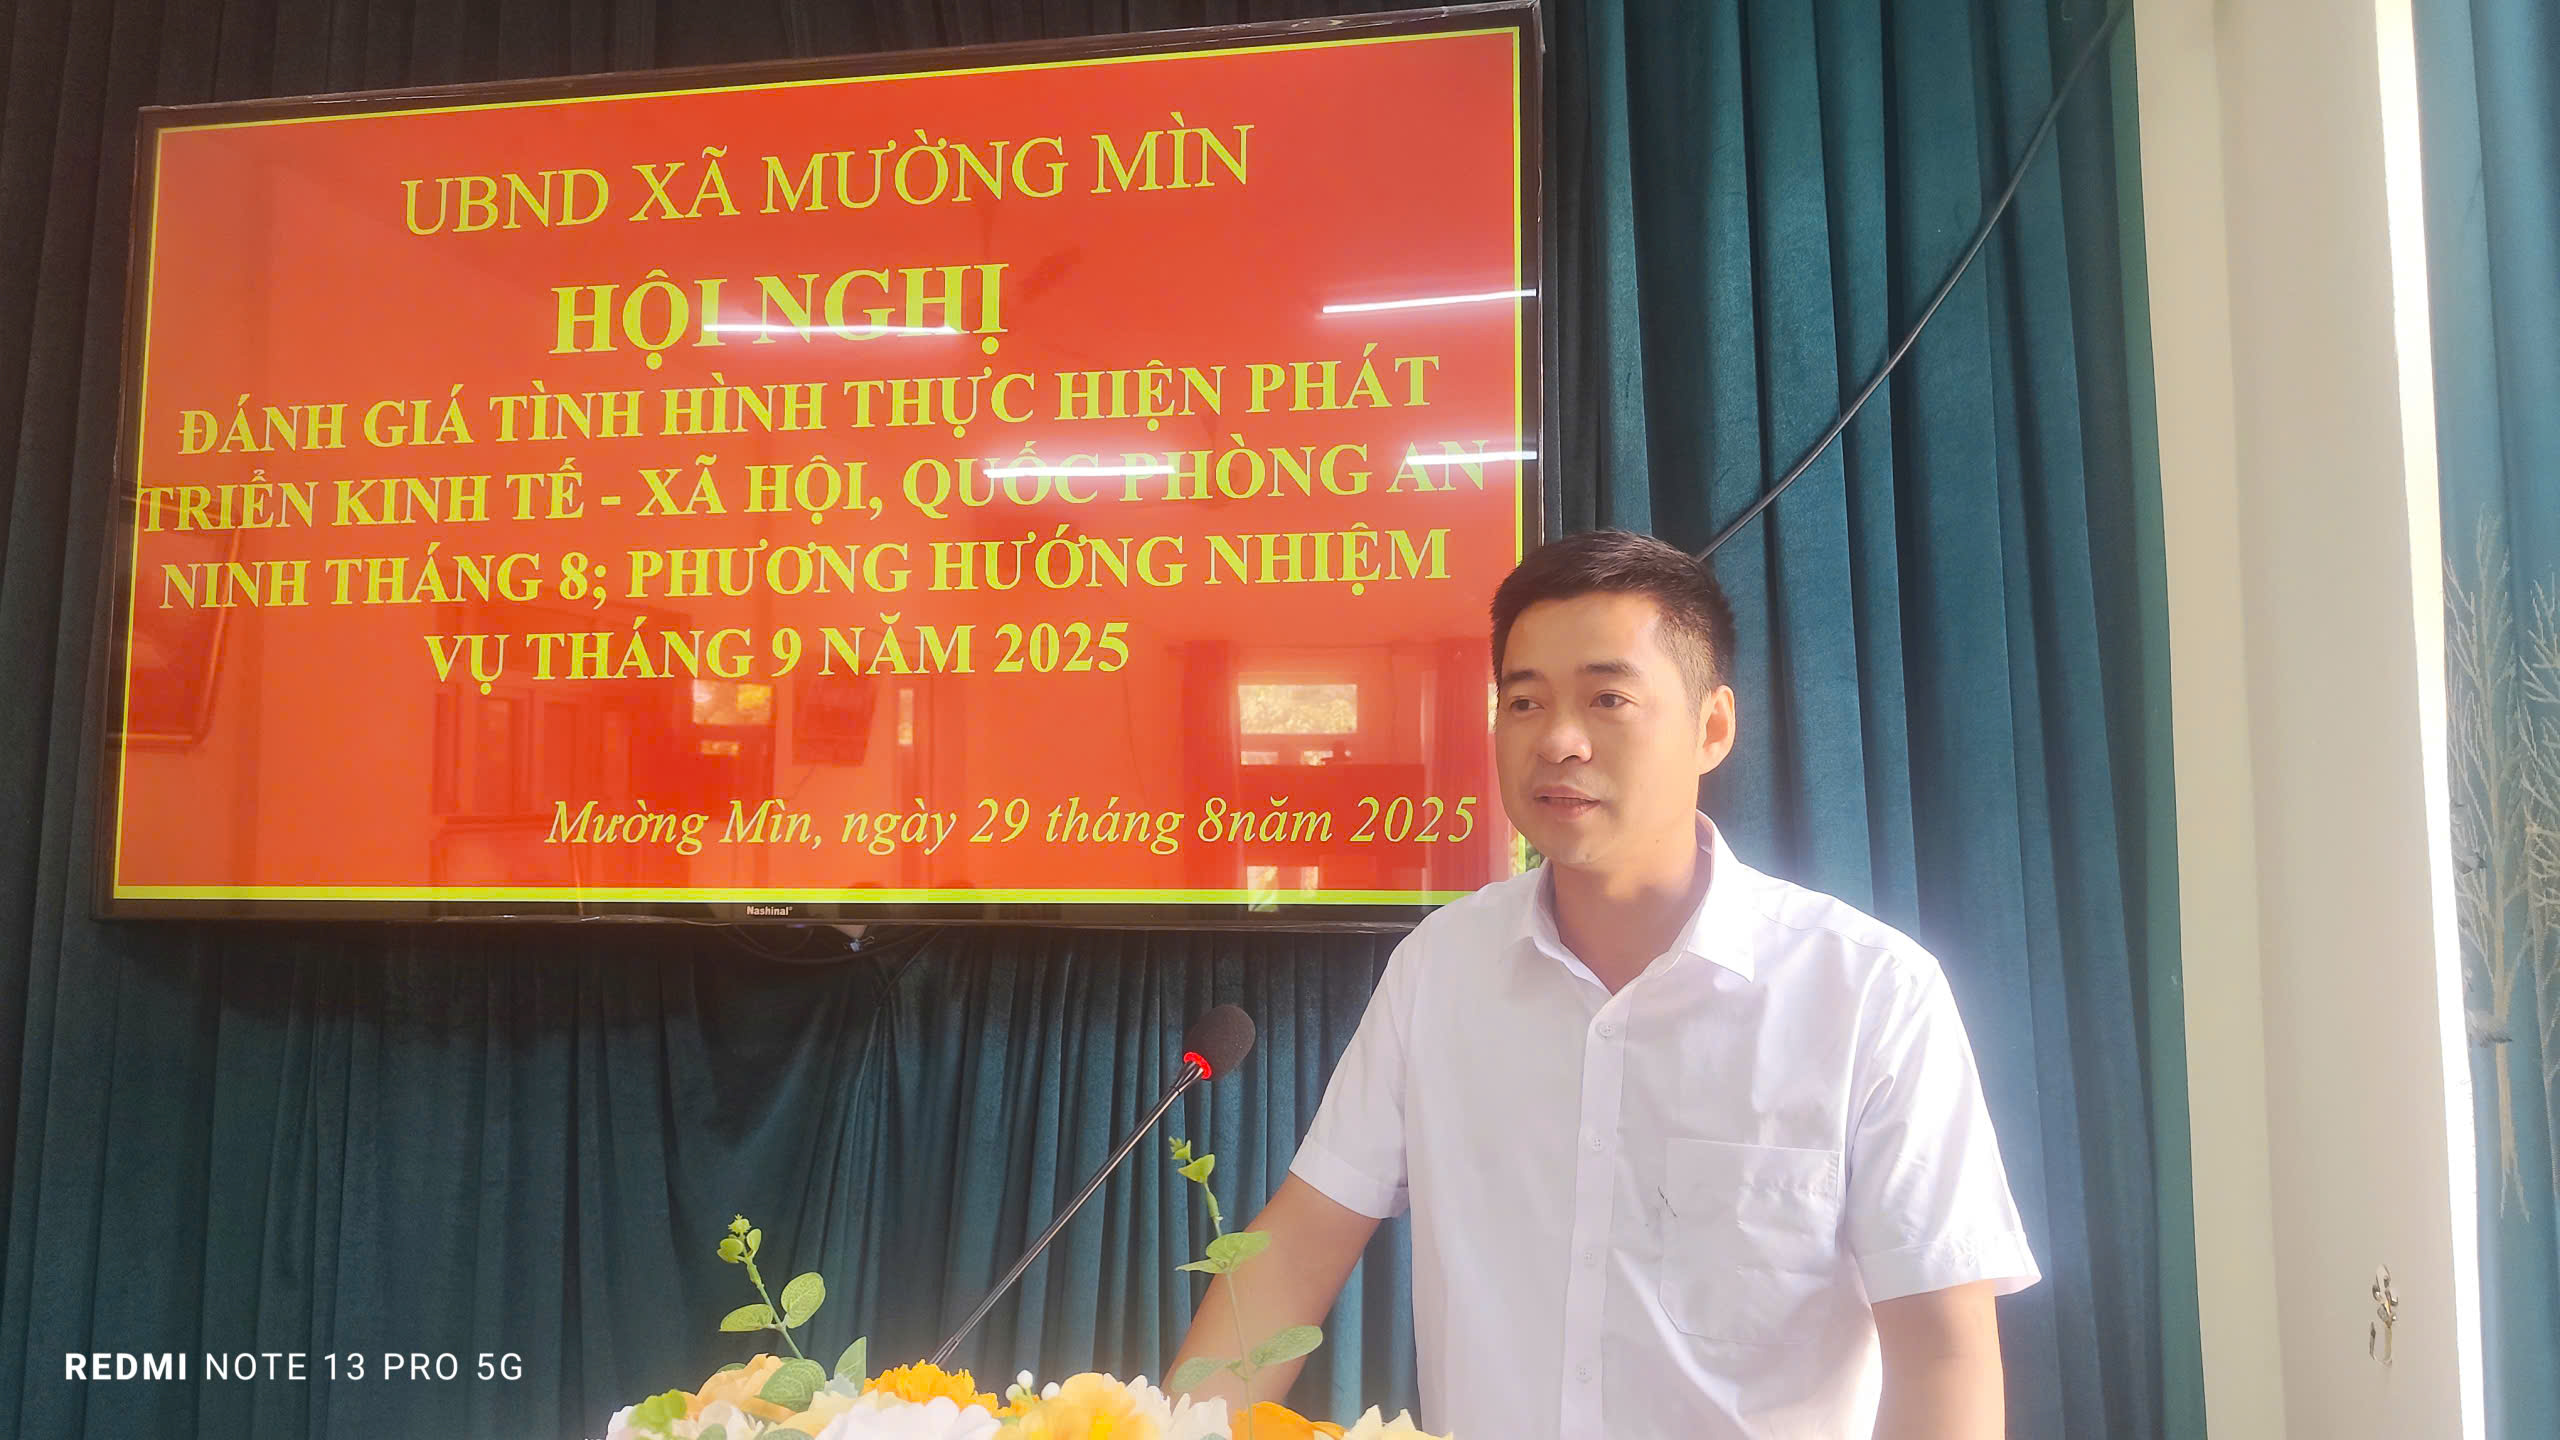 UBND XÃ MƯỜNG MÌN
HỘI NGHỊ
ĐÁNH GIÁ TÌNH HÌNH THỰC HIỆN PHÁT
TRIỂN KINH TẾ - XÃ HỘI, QUỐC PHÒNG AN
NINH THÁNG 8; PHƯƠNG HƯỚNG NHIỆM
VỤ THÁNG 9 NĂM 2025
Mường Mìn, ngày 29 tháng 8năm 2025
Nashinal
REDMI NOTE 13 PRO 5G